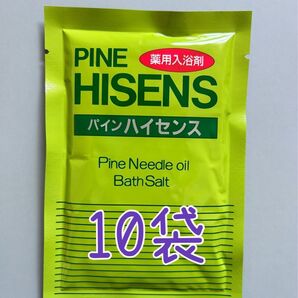 PINE
薬用入浴剤
HISENS
パインハイセンス
Pine Needle oil
Bath Salt
10袋